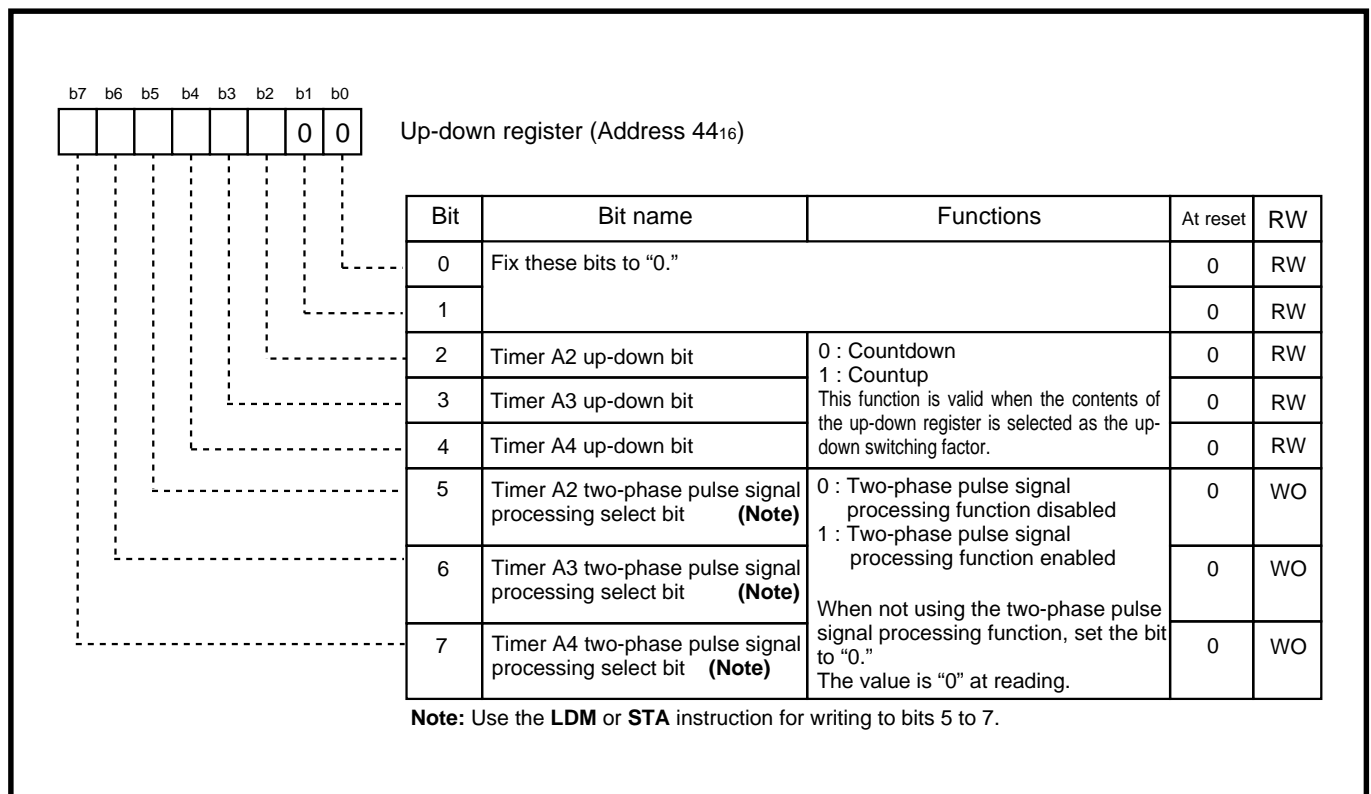 b7 b6 b5 b4 b3 b2 b1 b0
0 0
Up-down register (Address 44₁₆)
Bit Bit name Functions At reset RW
0 Fix these bits to “0.” 0 RW
1 0 RW
2 Timer A2 up-down bit 0 RW
3 Timer A3 up-down bit 0 RW
4 Timer A4 up-down bit 0 RW
0 : Countdown
1 : Countup
This function is valid when the contents of
the up-down register is selected as the up-
down switching factor.
5 Timer A2 two-phase pulse signal
processing select bit (Note) 0 WO
6 Timer A3 two-phase pulse signal
processing select bit (Note) 0 WO
7 Timer A4 two-phase pulse signal
processing select bit (Note) 0 WO
0 : Two-phase pulse signal
processing function disabled
1 : Two-phase pulse signal
processing function enabled
When not using the two-phase pulse
signal processing function, set the bit
to “0.”
The value is “0” at reading.
Note: Use the LDM or STA instruction for writing to bits 5 to 7.